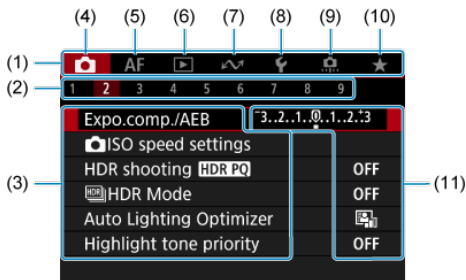 (4) (5) (6) (7) (8) (9) (10)
(1) AF
(2) 1 2 3 4 5 6 7 8 9
Expo.comp./AEB -3..2..1..0..1..2.+3
ISO speed settings
HDR shooting HDR PQ OFF
(3) HDR HDR Mode OFF (11)
Auto Lighting Optimizer
Highlight tone priority OFF